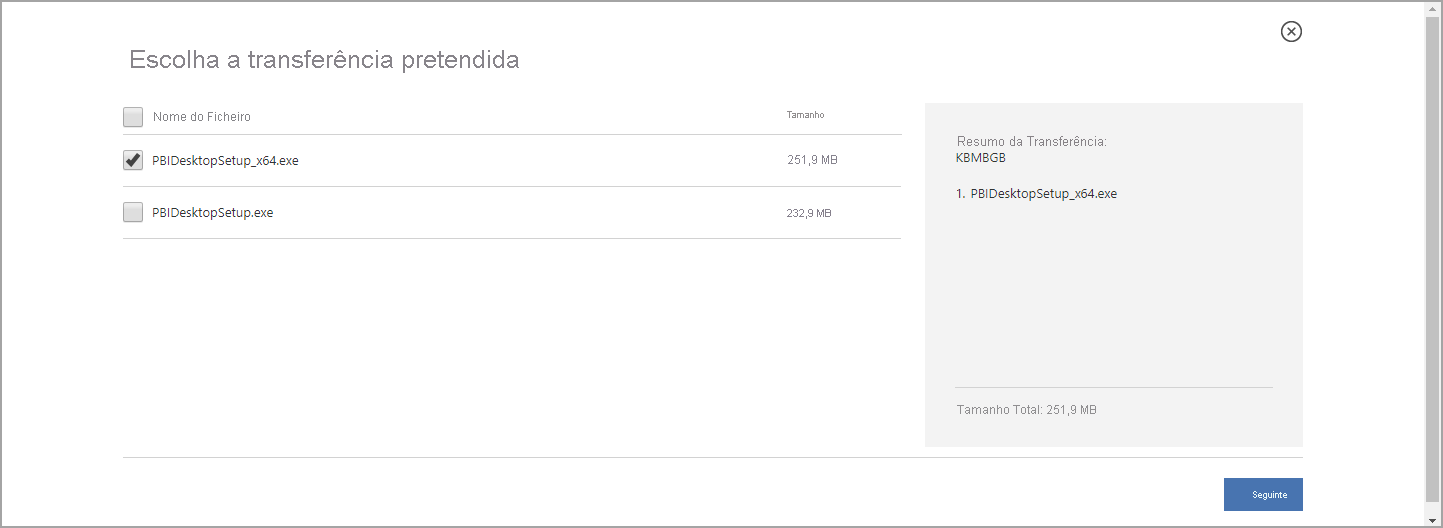 Escolha a transferência pretendida
Nome do Ficheiro
Tamanho
PBIDesktopSetup_x64.exe
251,9 MB
PBIDesktopSetup.exe
232,9 MB
Resumo da Transferência:
KBMBGB
1. PBIDesktopSetup_x64.exe
Tamanho Total: 251,9 MB
Seguinte